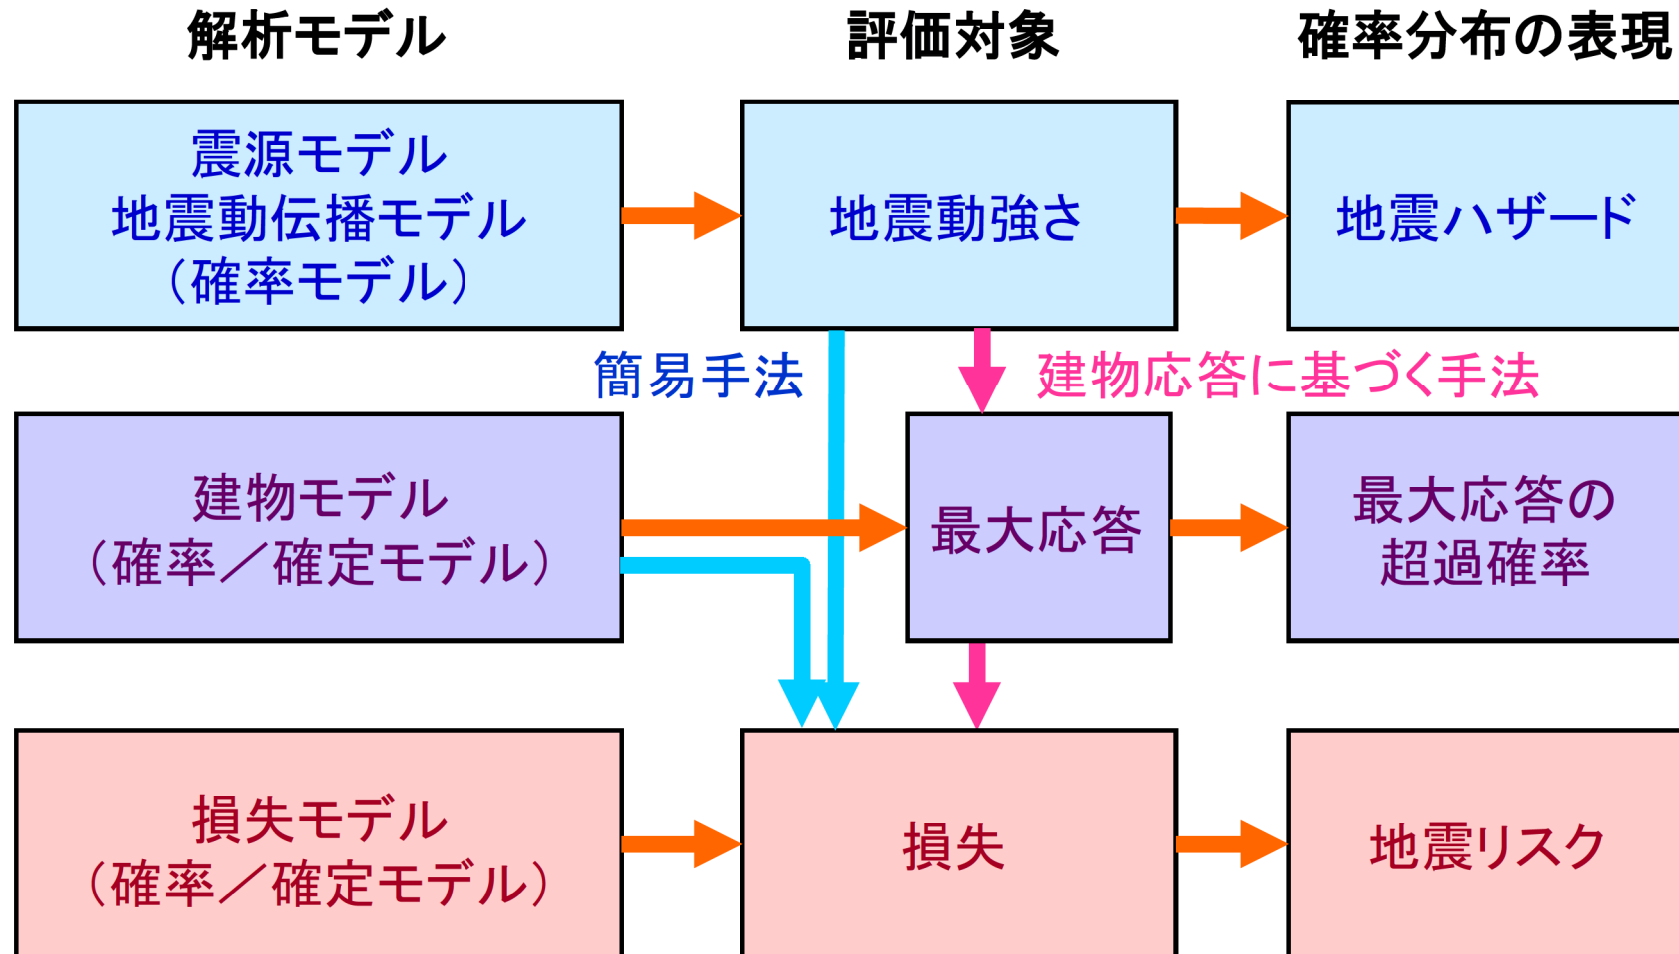 解析モデル
評価対象
確率分布の表現
震源モデル
地震動伝播モデル
（確率モデル）
地震動強さ
地震ハザード
簡易手法
建物応答に基づく手法
建物モデル
（確率／確定モデル）
最大応答
最大応答の
超過確率
損失モデル
（確率／確定モデル）
損失
地震リスク